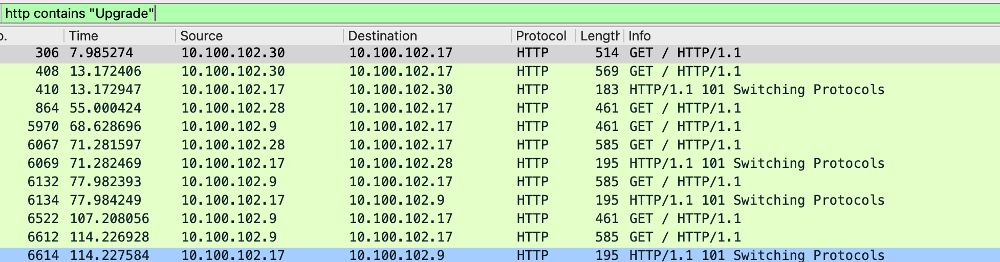 http contains "Upgrade"
o. Time Source Destination Protocol Length Info
306 7.985274 10.100.102.30 10.100.102.17 HTTP 514 GET / HTTP/1.1
408 13.172406 10.100.102.30 10.100.102.17 HTTP 569 GET / HTTP/1.1
410 13.172947 10.100.102.17 10.100.102.30 HTTP 183 HTTP/1.1 101 Switching Protocols
864 55.000424 10.100.102.28 10.100.102.17 HTTP 461 GET / HTTP/1.1
5970 68.628696 10.100.102.9 10.100.102.17 HTTP 461 GET / HTTP/1.1
6067 71.281597 10.100.102.28 10.100.102.17 HTTP 585 GET / HTTP/1.1
6069 71.282469 10.100.102.17 10.100.102.28 HTTP 195 HTTP/1.1 101 Switching Protocols
6132 77.982393 10.100.102.9 10.100.102.17 HTTP 585 GET / HTTP/1.1
6134 77.984249 10.100.102.17 10.100.102.9 HTTP 195 HTTP/1.1 101 Switching Protocols
6522 107.208056 10.100.102.9 10.100.102.17 HTTP 461 GET / HTTP/1.1
6612 114.226928 10.100.102.9 10.100.102.17 HTTP 585 GET / HTTP/1.1
6614 114.227584 10.100.102.17 10.100.102.9 HTTP 195 HTTP/1.1 101 Switching Protocols